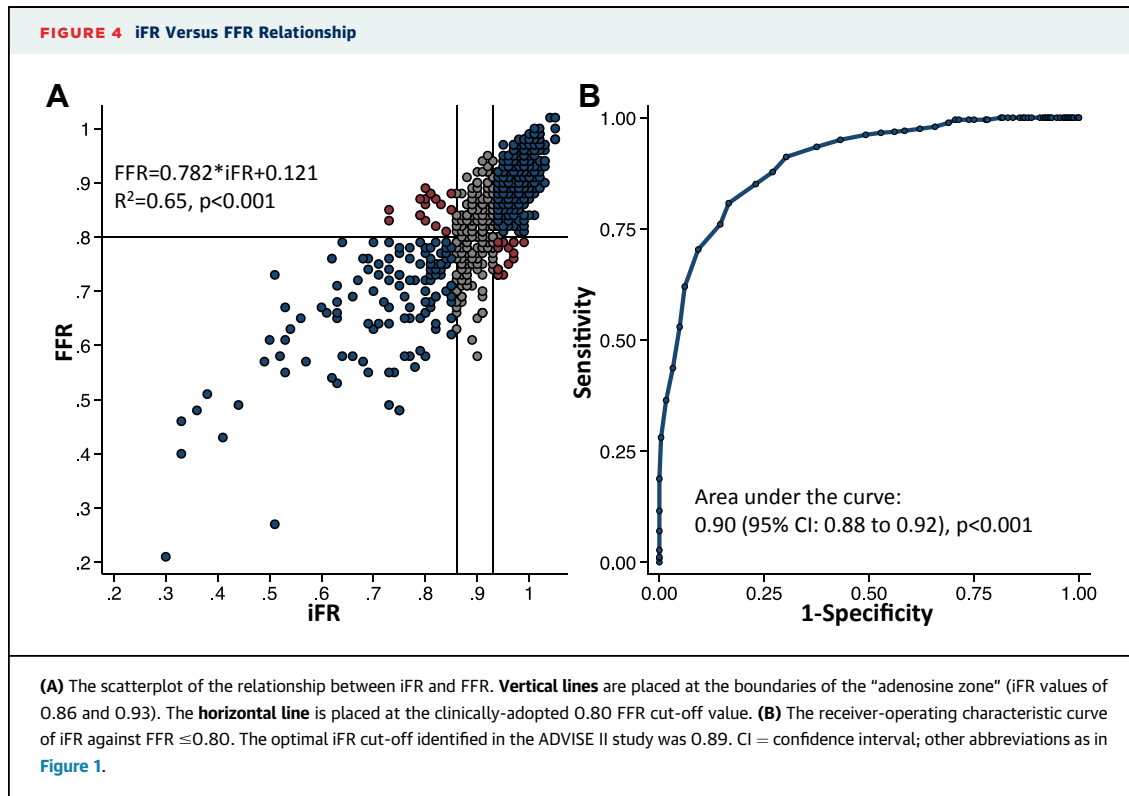 FIGURE 4 iFR Versus FFR Relationship
A
FFR=0.782*iFR+0.121
R²=0.65, p<0.001
1
.9
.8
.7
.6
.5
.4
.3
.2
FFR
.2 .3 .4 .5 .6 .7 .8 .9 1
iFR
B
1.00
0.75
0.50
0.25
0.00
Sensitivity
Area under the curve:
0.90 (95% CI: 0.88 to 0.92), p<0.001
0.00 0.25 0.50 0.75 1.00
1-Specificity
(A) The scatterplot of the relationship between iFR and FFR. Vertical lines are placed at the boundaries of the “adenosine zone” (iFR values of
0.86 and 0.93). The horizontal line is placed at the clinically-adopted 0.80 FFR cut-off value. (B) The receiver-operating characteristic curve
of iFR against FFR ≤0.80. The optimal iFR cut-off identified in the ADVISE II study was 0.89. CI = confidence interval; other abbreviations as in
Figure 1.